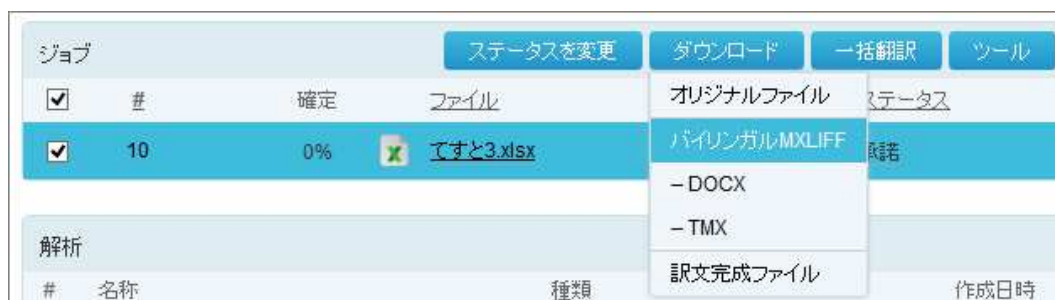 ジョブ ステータスを変更 ダウンロード 一括翻訳 ツール
# 確定 ファイル オリジナルファイル ステータス
10 0% てすと3.xlsx バイリンガルMXLIFF 承諾
– DOCX
– TMX
解析
訳文完成ファイル
# 名称 種類 作成日時